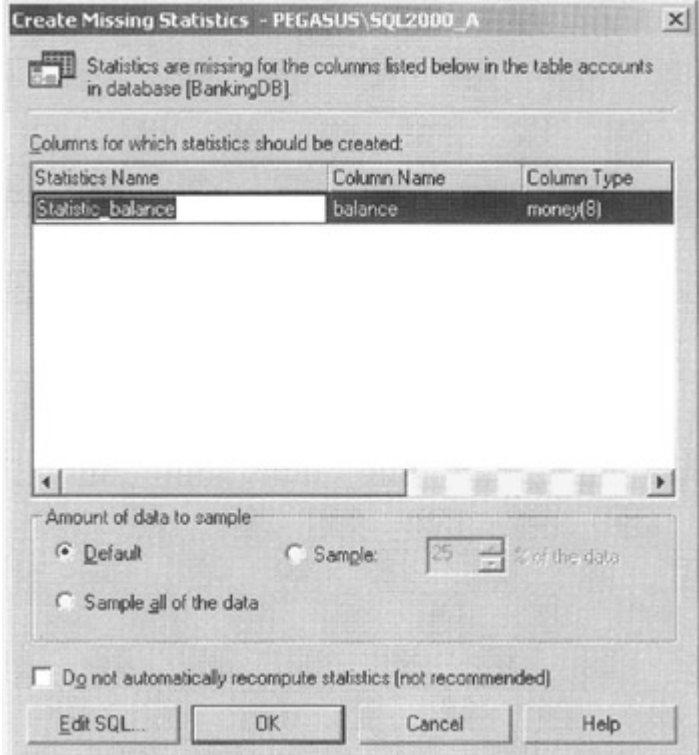 Create Missing Statistics - PEGASUS\SQL2000_A
Statistics are missing for the columns listed below in the table accounts
in database [BankingDB].
Columns for which statistics should be created:
Statistics Name Column Name Column Type
Statistic_balance balance money(8)
Amount of data to sample
Default Sample: 25 % of the data
Sample all of the data
Do not automatically recompute statistics (not recommended)
Edit SQL... OK Cancel Help